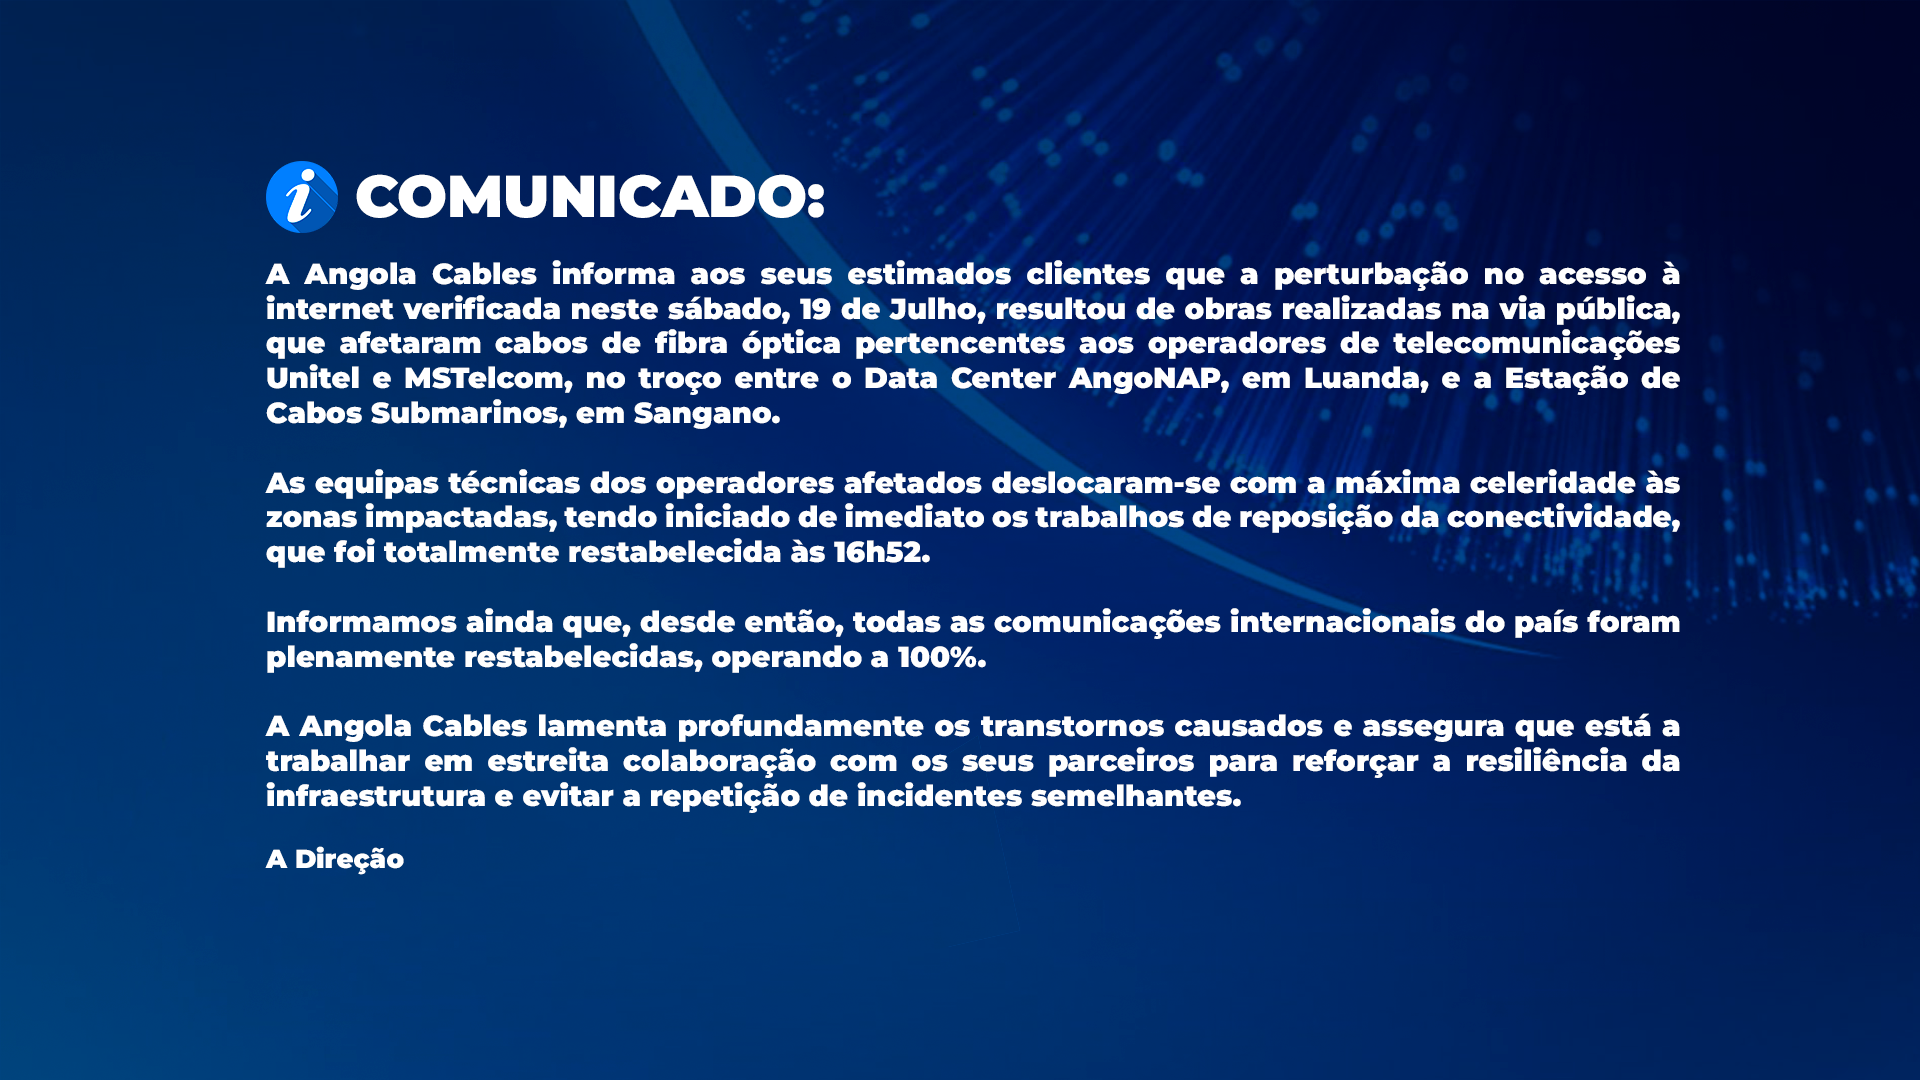 i COMUNICADO:
A Angola Cables informa aos seus estimados clientes que a perturbação no acesso à
internet verificada neste sábado, 19 de Julho, resultou de obras realizadas na via pública,
que afetaram cabos de fibra óptica pertencentes aos operadores de telecomunicações
Unitel e MSTelcom, no troço entre o Data Center AngoNAP, em Luanda, e a Estação de
Cabos Submarinos, em Sangano.
As equipas técnicas dos operadores afetados deslocaram-se com a máxima celeridade às
zonas impactadas, tendo iniciado de imediato os trabalhos de reposição da conectividade,
que foi totalmente restabelecida às 16h52.
Informamos ainda que, desde então, todas as comunicações internacionais do país foram
plenamente restabelecidas, operando a 100%.
A Angola Cables lamenta profundamente os transtornos causados e assegura que está a
trabalhar em estreita colaboração com os seus parceiros para reforçar a resiliência da
infraestrutura e evitar a repetição de incidentes semelhantes.
A Direção